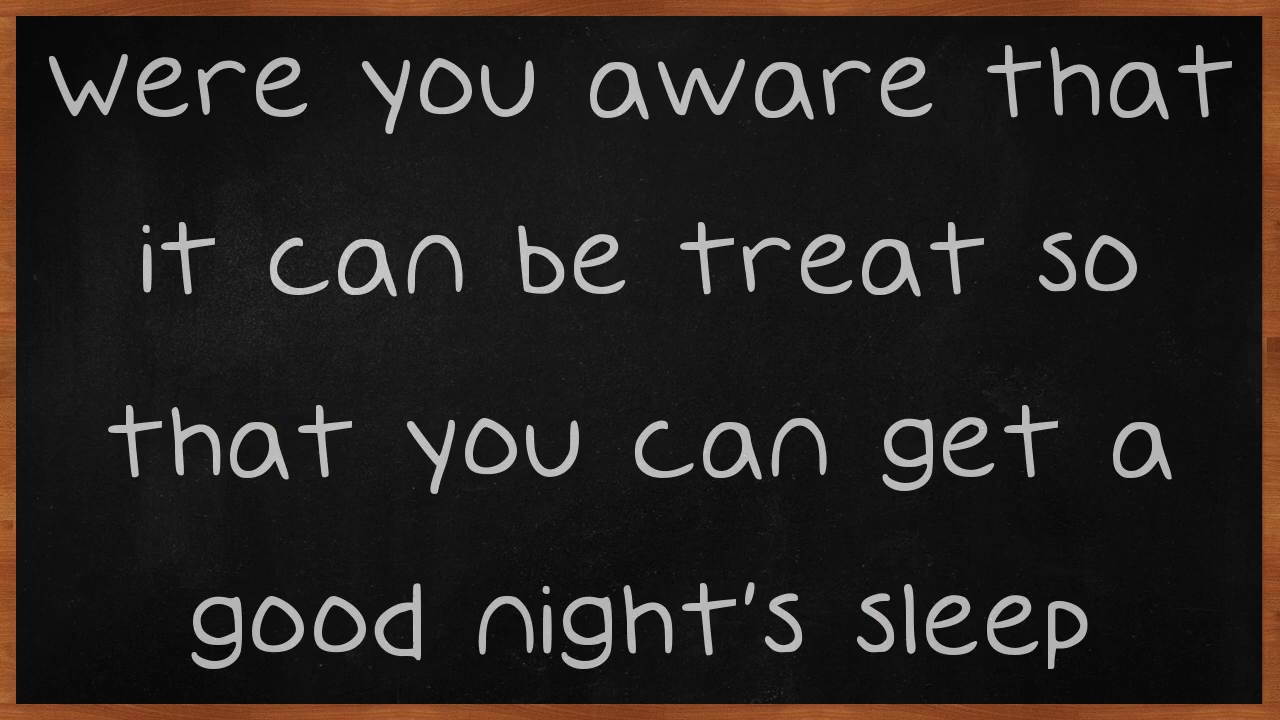 Were you aware that
it can be treat so
that you can get a
good night's sleep